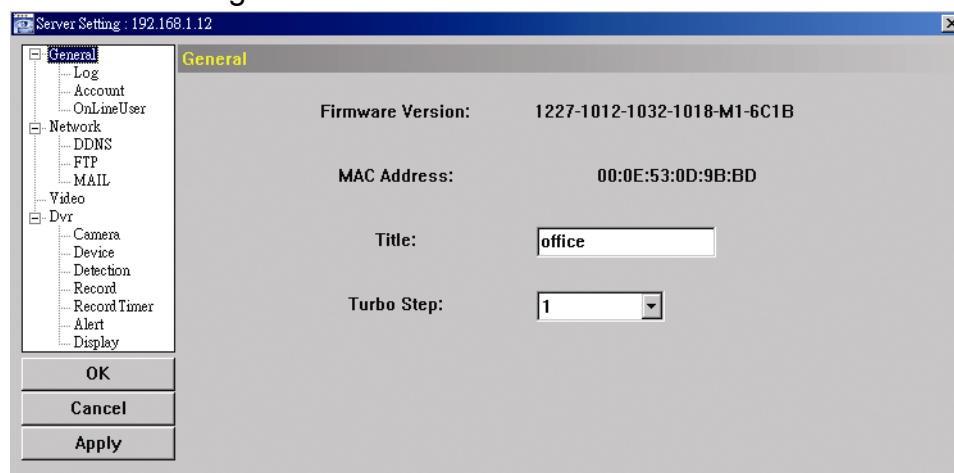 Server Setting : 192.168.1.12
General
Log
Account
OnLineUser
Network
DDNS
FTP
MAIL
Video
Dvr
Camera
Device
Detection
Record
Record Timer
Alert
Display
OK
Cancel
Apply
General
Firmware Version: 1227-1012-1032-1018-M1-6C1B
MAC Address: 00:0E:53:0D:9B:BD
Title: office
Turbo Step: 1